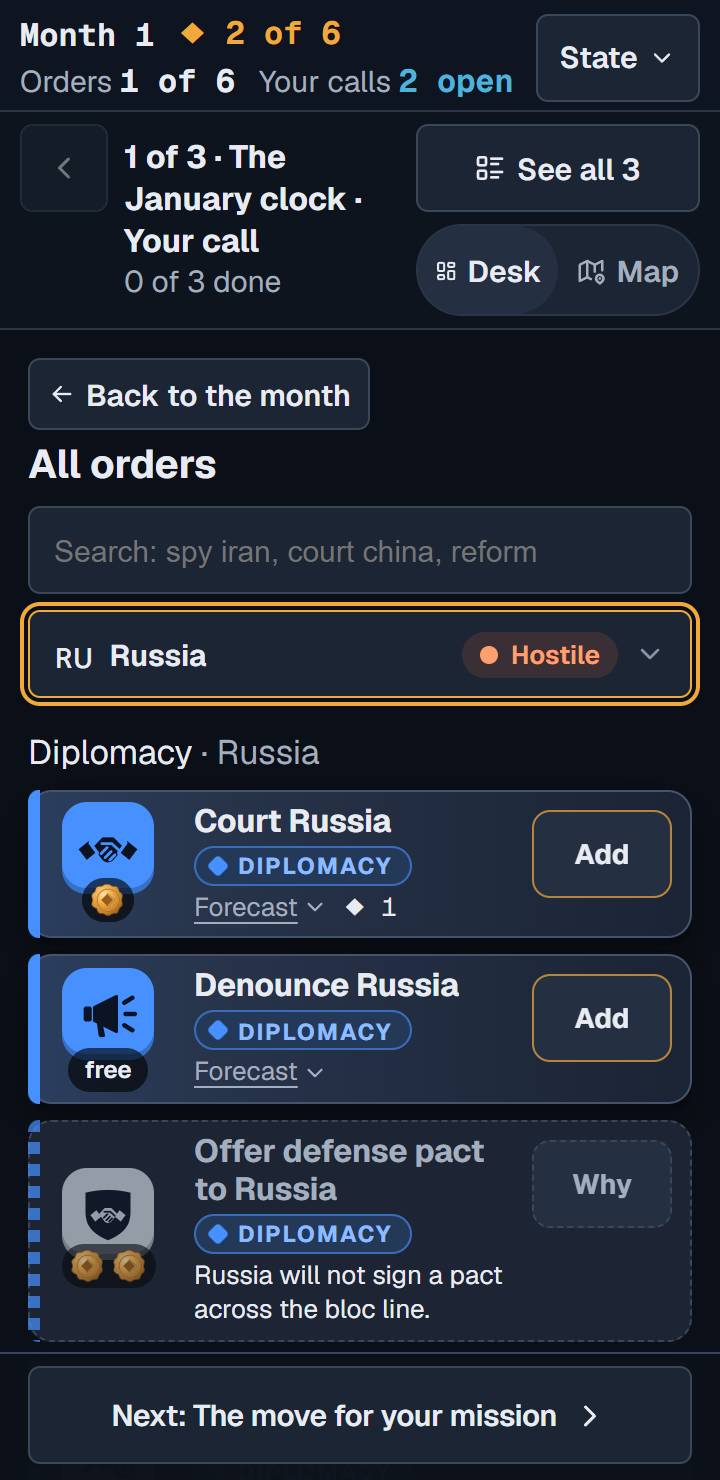 Month 1 ◆ 2 of 6
Orders 1 of 6 Your calls 2 open
State
1 of 3 · The
January clock ·
Your call
0 of 3 done
See all 3
Desk
Map
Back to the month
All orders
Search: spy iran, court china, reform
RU Russia
Hostile
Diplomacy · Russia
Court Russia
DIPLOMACY
Forecast ◆ 1
Add
Denounce Russia
DIPLOMACY
Forecast
free
Add
Offer defense pact
to Russia
DIPLOMACY
Russia will not sign a pact
across the bloc line.
Why
Next: The move for your mission